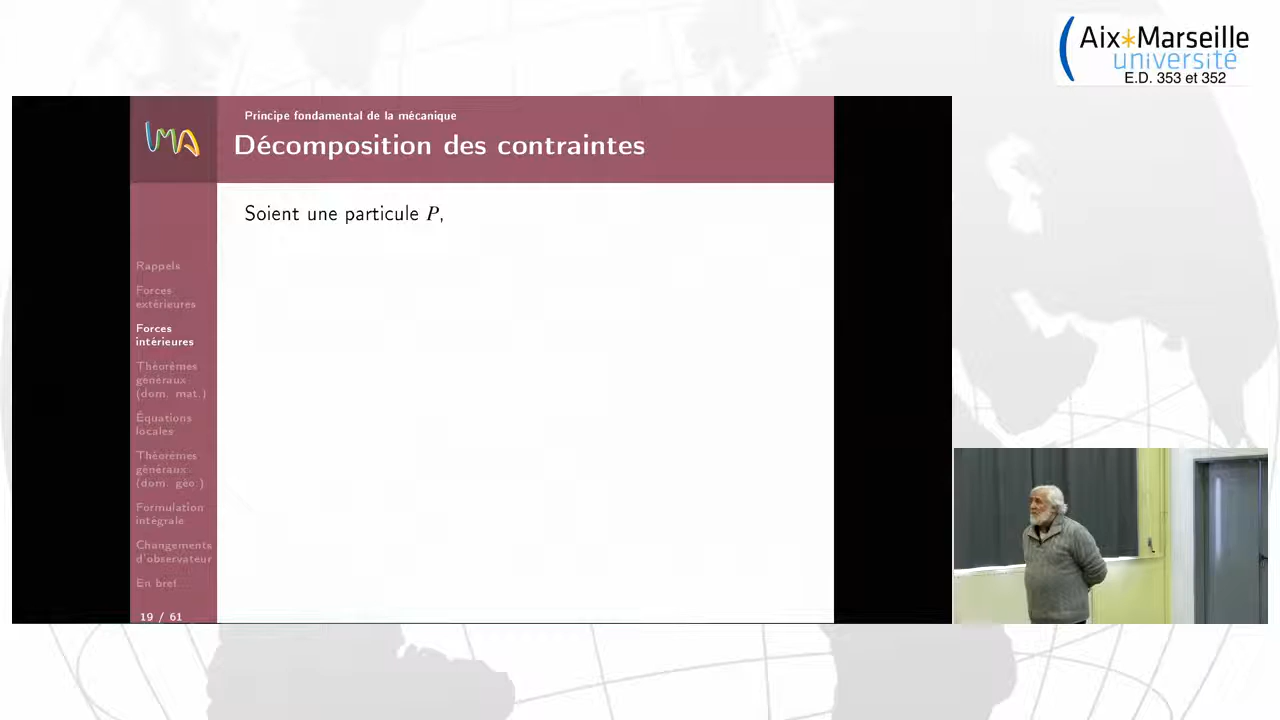 Aix*Marseille
université
E.D. 353 et 352
Principe fondamental de la mécanique
Décomposition des contraintes
LMA
Soient une particule P,
Rappels
Forces
extérieures
Forces
intérieures
Théorèmes
généraux
(dom. mat.)
Équations
locales
Théorèmes
généraux
(dom. géo.)
Formulation
intégrale
Changements
d'observateur
En bref...
19 / 61